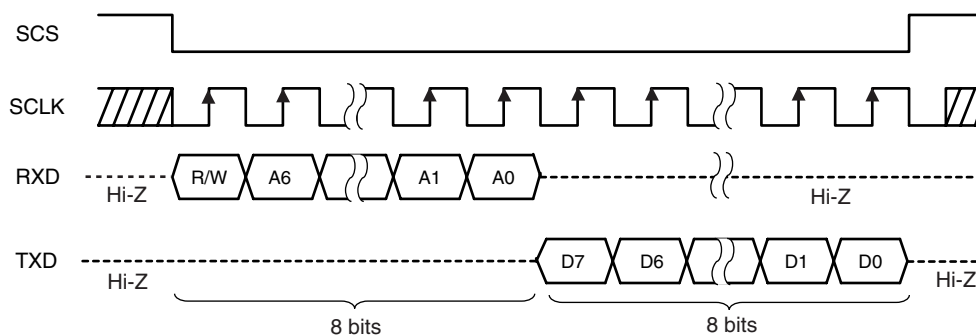 SCS
SCLK
RXD
Hi-Z
R/W
A6
A1
A0
Hi-Z
TXD
Hi-Z
D7
D6
D1
D0
Hi-Z
8 bits
8 bits